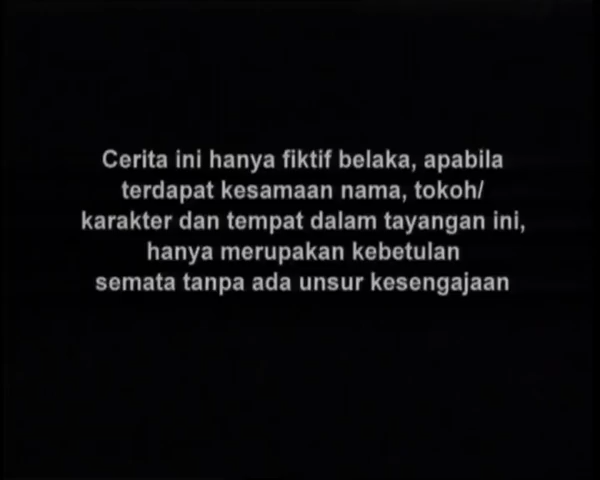 Cerita ini hanya fiktif belaka, apabila
terdapat kesamaan nama, tokoh/
karakter dan tempat dalam tayangan ini,
hanya merupakan kebetulan
semata tanpa ada unsur kesengajaan